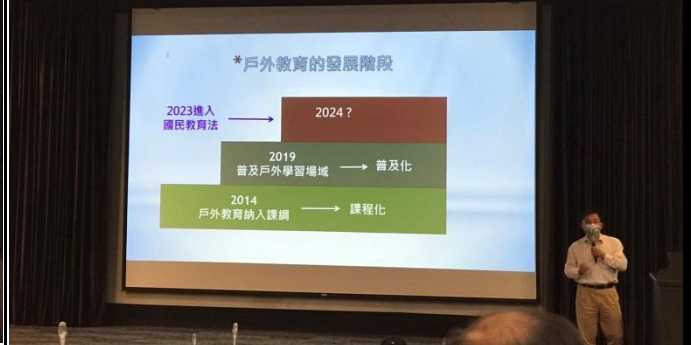 *戶外教育的發展階段
2023進入
國民教育法
2024？
2019
普及戶外學習場域
普及化
2014
戶外教育納入課綱
課程化